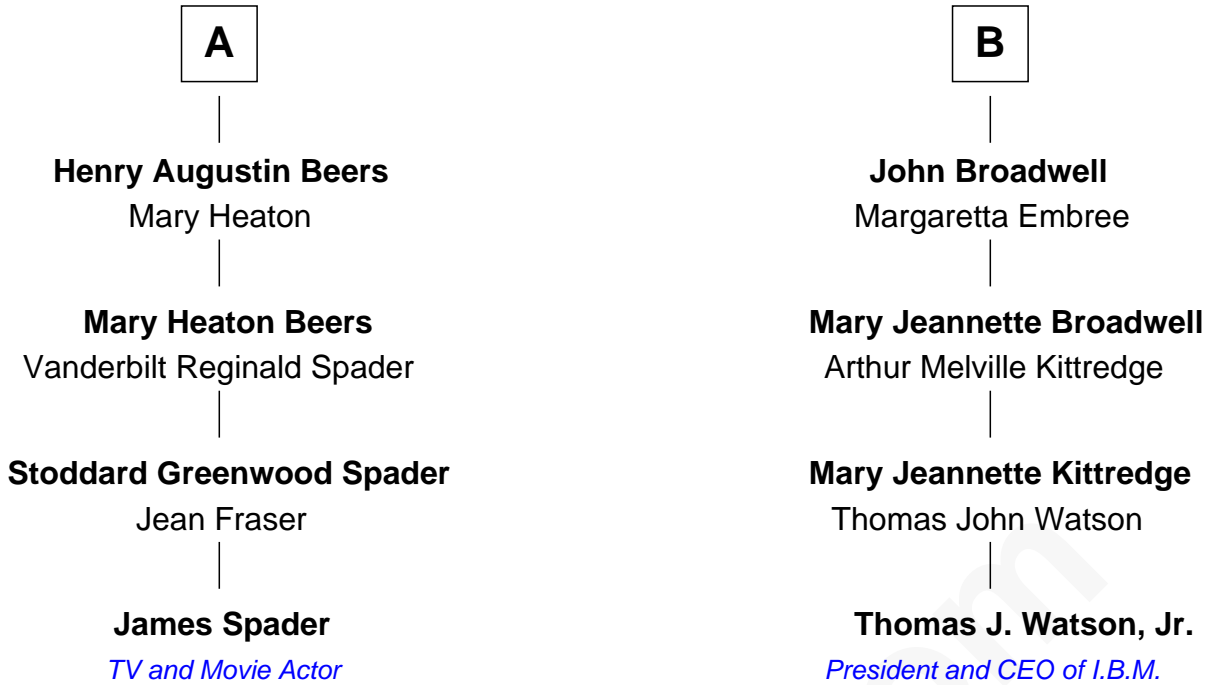 A
Henry Augustin Beers
Mary Heaton
Mary Heaton Beers
Vanderbilt Reginald Spader
Stoddard Greenwood Spader
Jean Fraser
James Spader
TV and Movie Actor
B
John Broadwell
Margaretta Embree
Mary Jeannette Broadwell
Arthur Melville Kittredge
Mary Jeannette Kittredge
Thomas John Watson
Thomas J. Watson, Jr.
President and CEO of I.B.M.